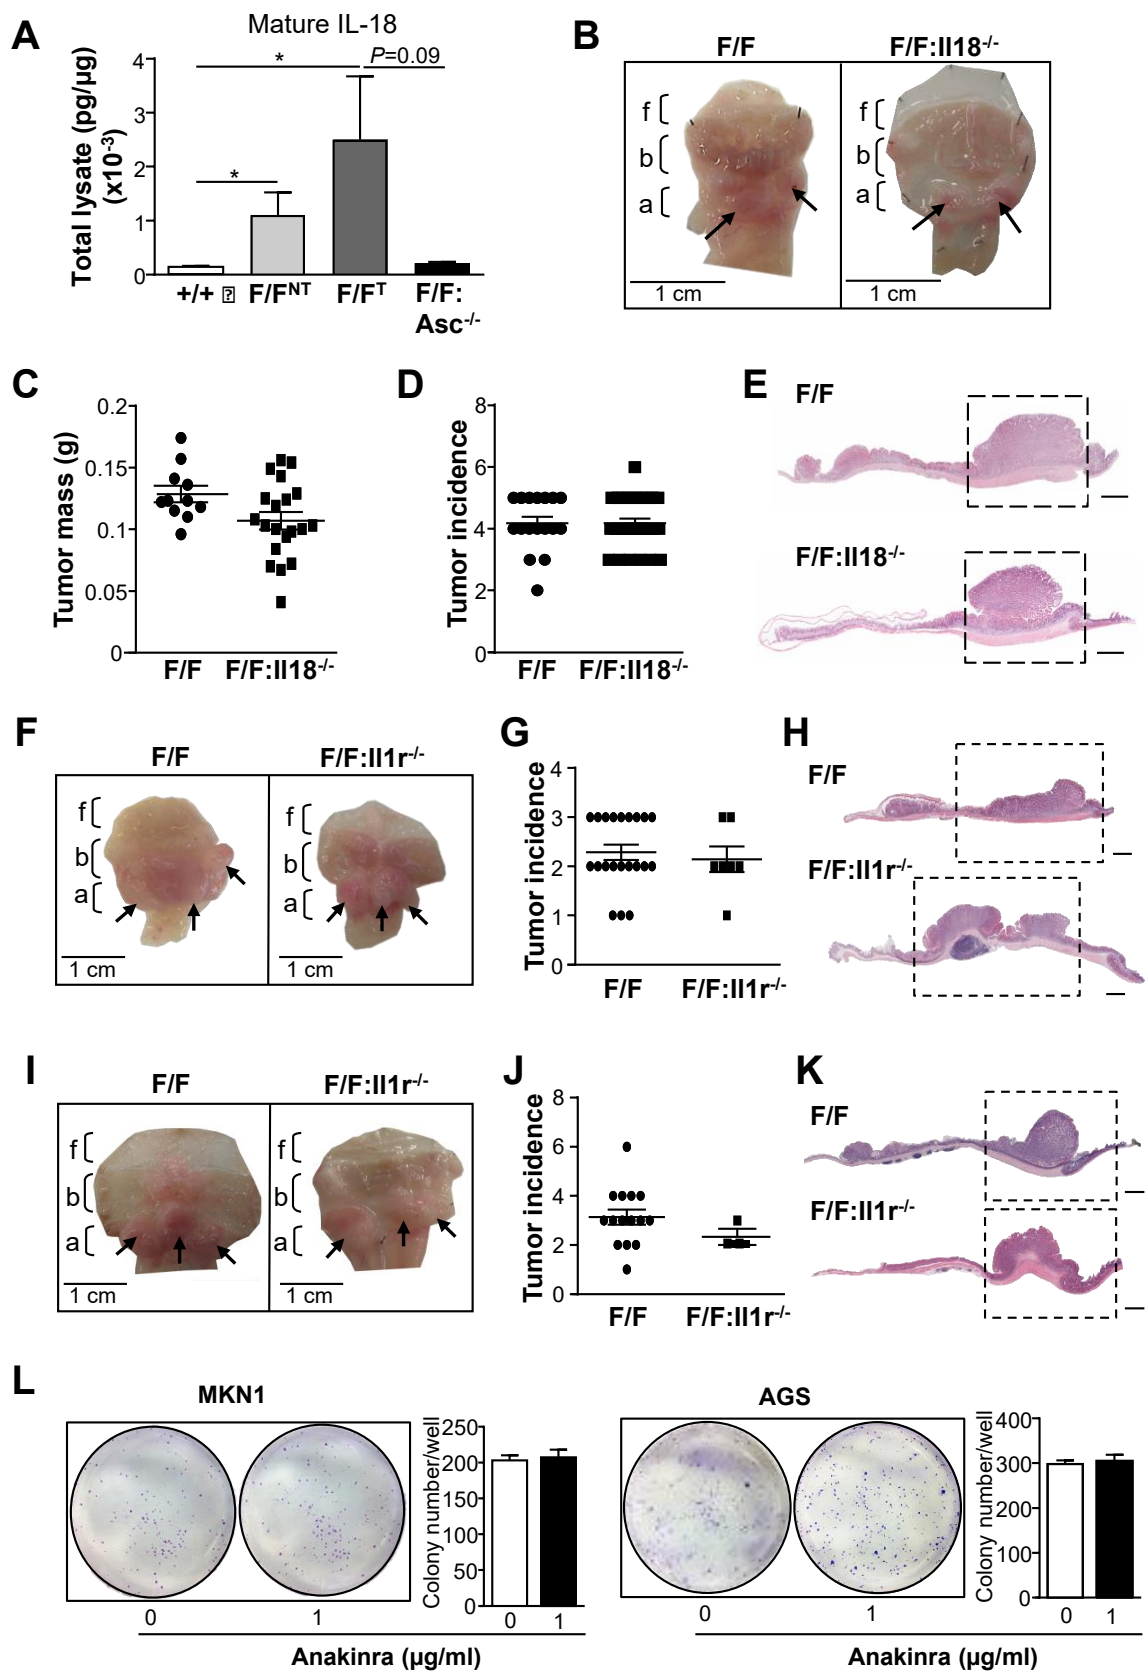 A
Mature IL-18
Total lysate (pg/µg)
(x10-3)
4
3
2
1
0
*
*
P=0.09
+/+
F/FNT
F/FT
F/F:
Asc-/-
B
F/F
F/F:Il18-/-
f
b
a
1 cm
f
b
a
1 cm
C
Tumor mass (g)
0.2
0.15
0.1
0.05
0
F/F
F/F:Il18-/-
D
Tumor incidence
8
6
4
2
0
F/F
F/F:Il18-/-
E
F/F
F/F:Il18-/-
F
F/F
F/F:Il1r-/-
f
b
a
1 cm
f
b
a
1 cm
G
Tumor incidence
4
3
2
1
0
F/F
F/F:Il1r-/-
H
F/F
F/F:Il1r-/-
I
F/F
F/F:Il1r-/-
f
b
a
1 cm
f
b
a
1 cm
J
Tumor incidence
8
6
4
2
0
F/F
F/F:Il1r-/-
K
F/F
F/F:Il1r-/-
L
MKN1
0
1
Colony number/well
250
200
150
100
50
0
0
1
Anakinra (µg/ml)
AGS
0
1
Colony number/well
400
300
200
100
0
0
1
Anakinra (µg/ml)